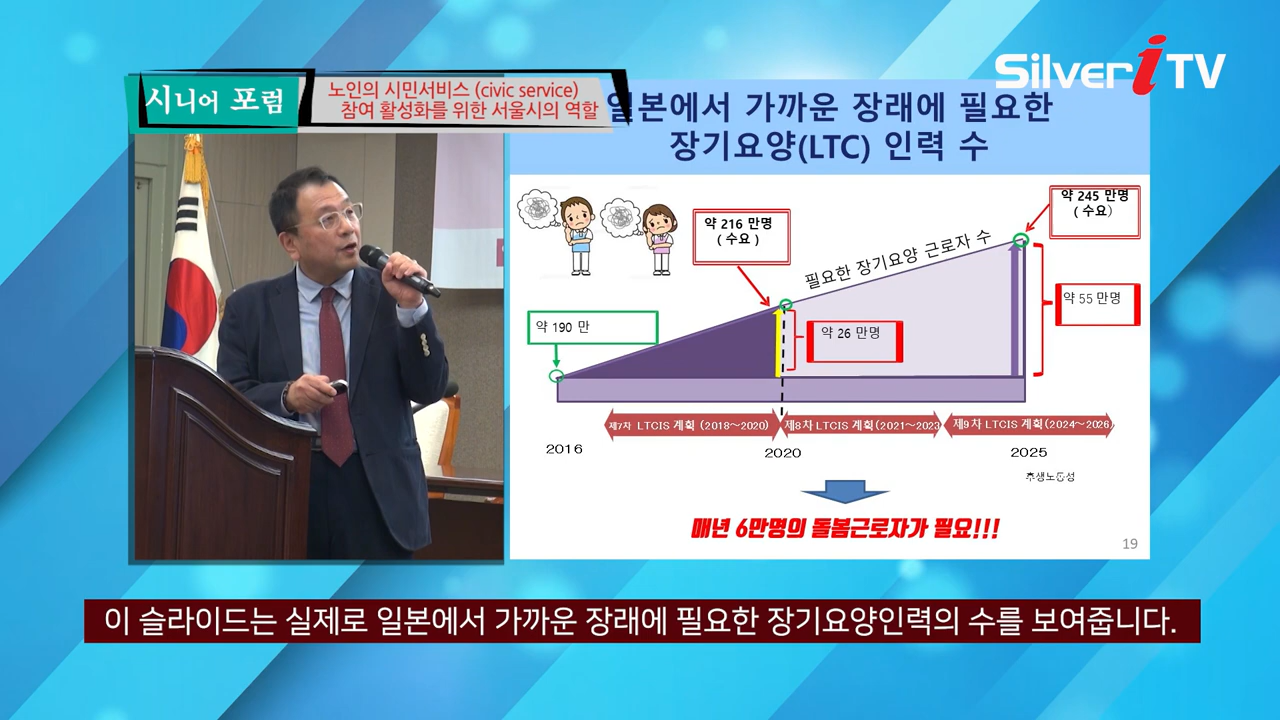 Silver i TV
시니어 포럼
노인의 시민서비스 (civic service)
참여 활성화를 위한 서울시의 역할
일본에서 가까운 장래에 필요한
장기요양(LTC) 인력 수
약 245 만명
( 수요)
약 216 만명
( 수요 )
필요한 장기요양 근로자 수
약 55 만명
약 190 만
약 26 만명
제7차 LTCIS 계획 (2018~2020)
제8차 LTCIS 계획(2021~2023
제9차 LTCIS 계획(2024~2026)
2016
2020
2025
후생노동성
매년 6만명의 돌봄근로자가 필요!!!
19
이 슬라이드는 실제로 일본에서 가까운 장래에 필요한 장기요양인력의 수를 보여줍니다.